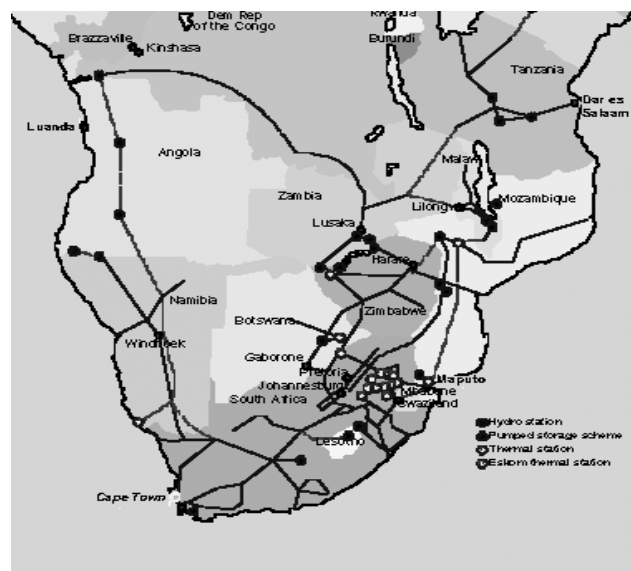 Dem Rep
of the Congo
Rwanda
Brazzaville
Kinshasa
Burundi
Tanzania
Dar es
Salaam
Luanda
Angola
Malawi
Zambia
Lilongw
Mozambique
Lusaka
Harare
Namibia
Zimbabwe
Botswana
Windhoek
Gaborone
Pretoria
Johannesburg
Maputo
Mbabane
South Africa
Swaziland
Lesotho
Hydro station
Pumped storage scheme
Thermal station
Eskom thermal station
Cape Town